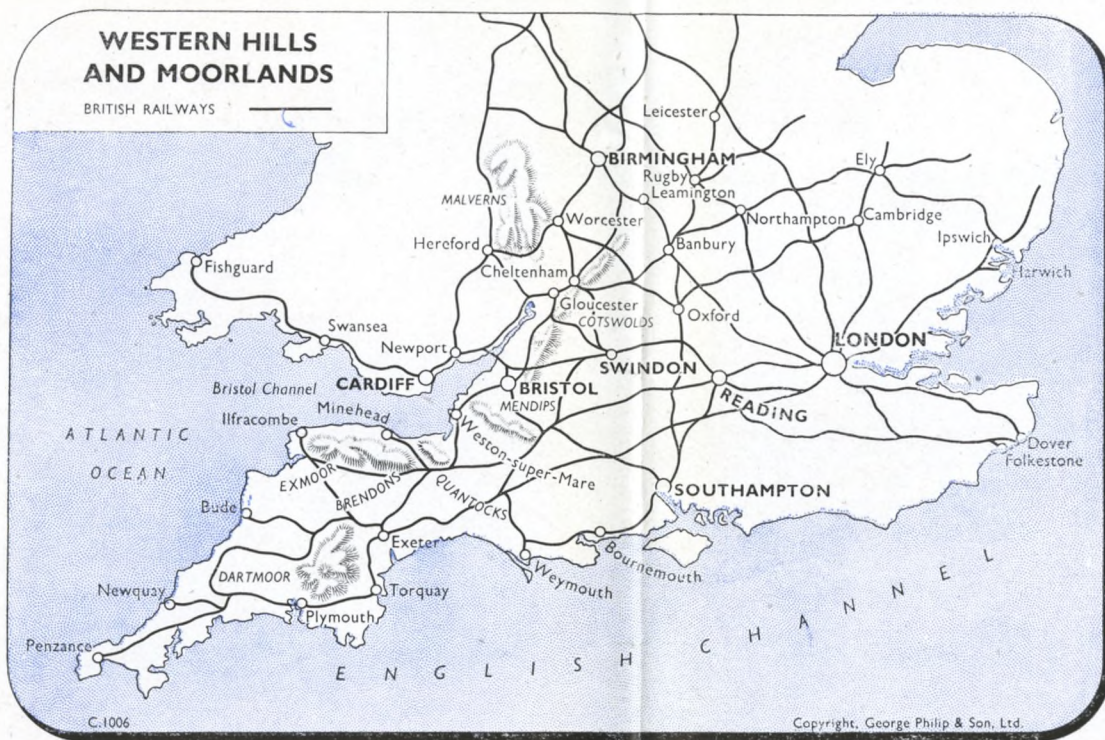 WESTERN HILLS
AND MOORLANDS
BRITISH RAILWAYS
Leicester
BIRMINGHAM
Rugby
Leamington
Ely
MALVERNS
Worcester
Northampton
Cambridge
Hereford
Banbury
Ipswich
Fishguard
Cheltenham
Harwich
Gloucester
COTSWOLDS
Oxford
Swansea
Newport
LONDON
SWINDON
Bristol Channel
CARDIFF
BRISTOL
READING
MENDIPS
Ilfracombe
Minehead
Weston-super-Mare
ATLANTIC
OCEAN
Dover
Folkestone
EXMOOR
BRENDONS
QUANTOCKS
SOUTHAMPTON
Bude
Exeter
Bournemouth
Weymouth
DARTMOOR
Newquay
Torquay
Plymouth
Penzance
ENGLISH CHANNEL
C.1006
Copyright, George Philip & Son, Ltd.